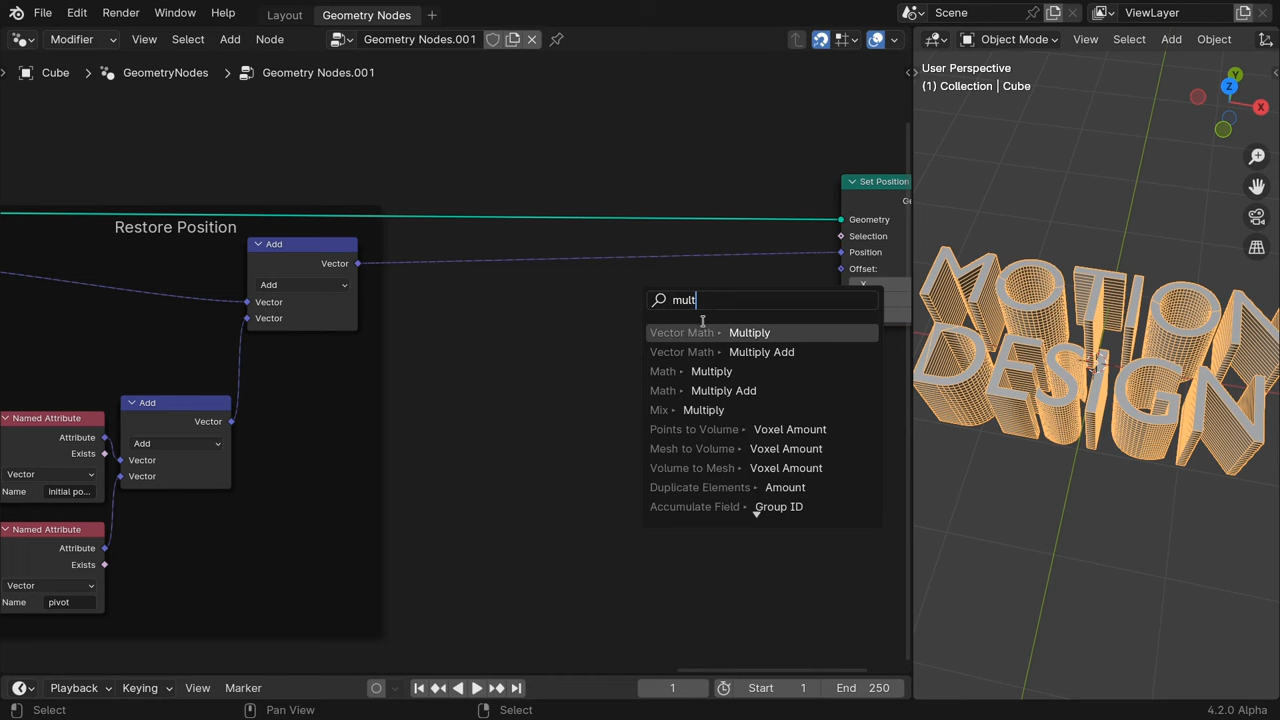 File Edit Render Window Help Layout Geometry Nodes + Scene ViewLayer
Modifier View Select Add Node Geometry Nodes.001 Object Mode View Select Add Object
Cube GeometryNodes Geometry Nodes.001
User Perspective
(1) Collection | Cube
Y
Z
X
Restore Position
Add
Vector
Add
Vector
Vector
Set Position
Ge
Geometry
Selection
Position
Offset:
X
mult
Vector Math Multiply
Vector Math Multiply Add
Math Multiply
Math Multiply Add
Mix Multiply
Points to Volume Voxel Amount
Mesh to Volume Voxel Amount
Volume to Mesh Voxel Amount
Duplicate Elements Amount
Accumulate Field Group ID
Add
Vector
Add
Vector
Vector
Named Attribute
Attribute
Exists
Vector
Name initial po...
Named Attribute
Attribute
Exists
Vector
Name pivot
MOTION
DESIGN
Playback Keying View Marker 1 Start 1 End 250
Select Pan View Select 4.2.0 Alpha